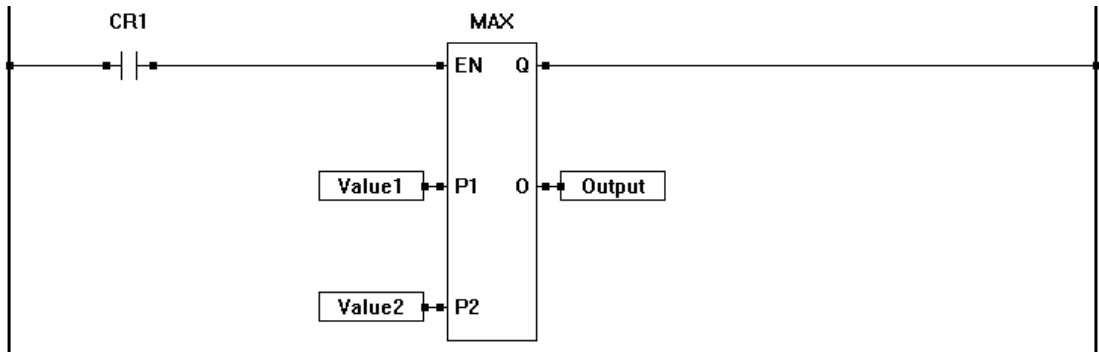 CR1
MAX
EN Q
Value1 P1 O Output
Value2 P2